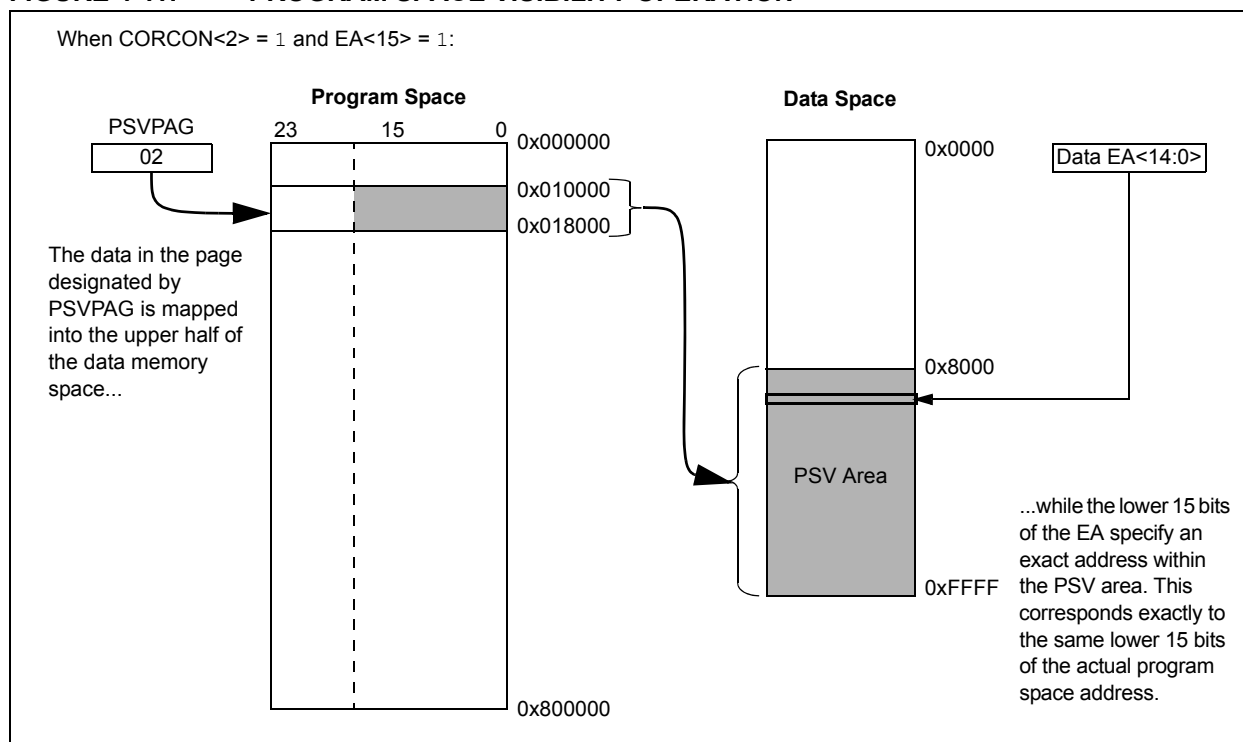 When CORCON<2> = 1 and EA<15> = 1:
Program Space
Data Space
PSVPAG
02
23 15 0
0x000000
0x010000
0x018000
0x800000
The data in the page
designated by
PSVPAG is mapped
into the upper half of
the data memory
space...
0x0000
Data EA<14:0>
0x8000
PSV Area
0xFFFF
...while the lower 15 bits
of the EA specify an
exact address within
the PSV area. This
corresponds exactly to
the same lower 15 bits
of the actual program
space address.